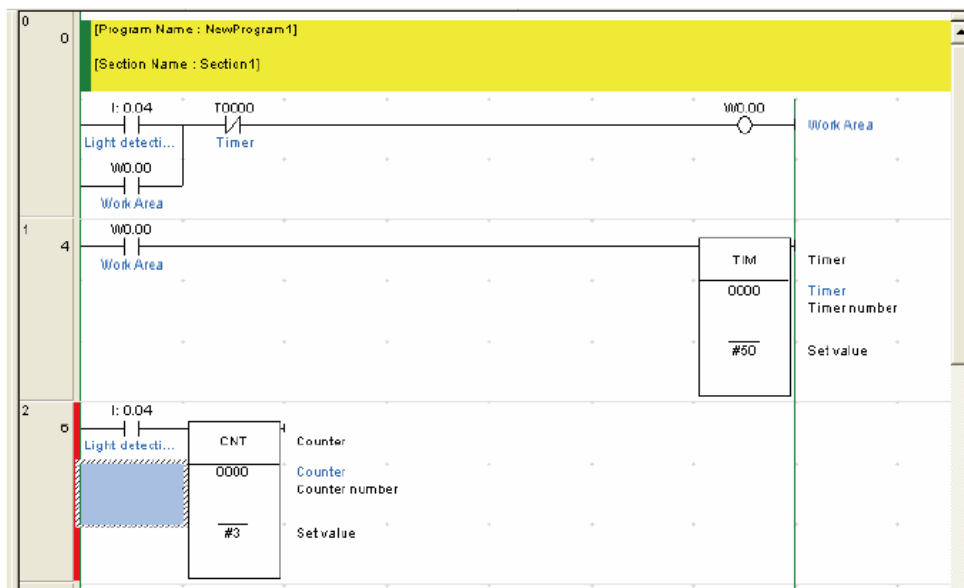 0
0
[Program Name : NewProgram1]
[Section Name : Section1]
I: 0.04
T0000
W0.00
Work Area
Light detecti...
Timer
W0.00
Work Area
1
4
W0.00
Work Area
TIM
Timer
0000
Timer
Timer number
#50
Set value
2
6
I: 0.04
Light detecti...
CNT
Counter
0000
Counter
Counter number
#3
Set value